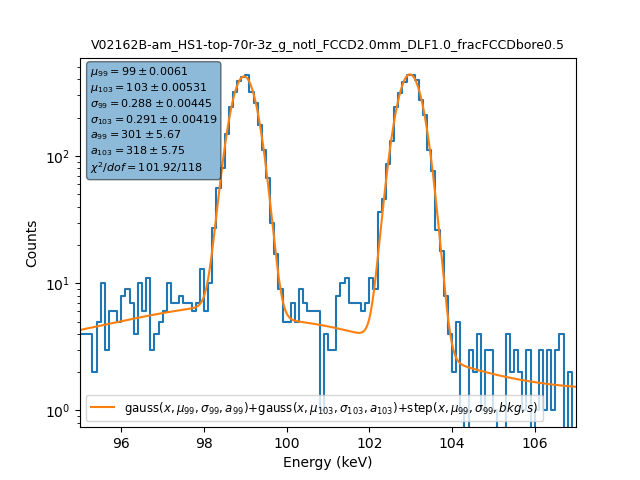 V02162B-am_HS1-top-70r-3z_g_notl_FCCD2.0mm_DLF1.0_fracFCCDbore0.5
μ₉₉ = 99 ± 0.0061
μ₁₀₃ = 103 ± 0.00531
σ₉₉ = 0.288 ± 0.00445
σ₁₀₃ = 0.291 ± 0.00419
a₉₉ = 301 ± 5.67
a₁₀₃ = 318 ± 5.75
χ²/dof = 101.92/118
Counts
10²
10¹
10⁰
gauss(x, μ₉₉, σ₉₉, a₉₉)+gauss(x, μ₁₀₃, σ₁₀₃, a₁₀₃)+step(x, μ₉₉, σ₉₉, bkg, s)
96 98 100 102 104 106
Energy (keV)